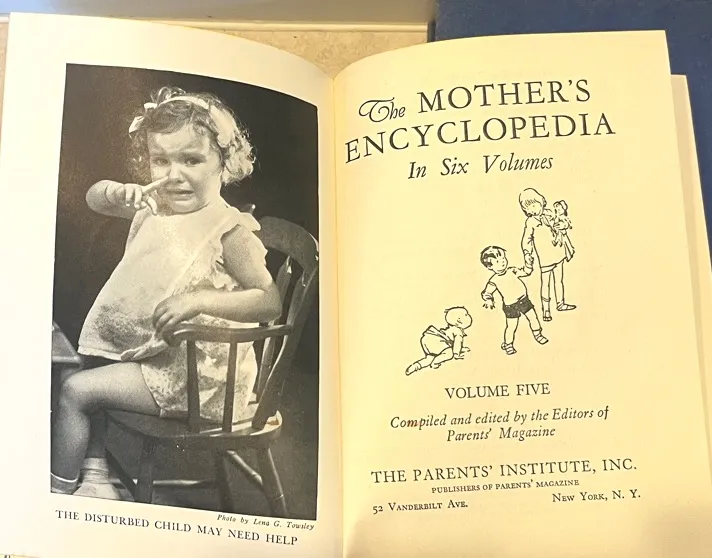 Photo by Lena G. Towsley
THE DISTURBED CHILD MAY NEED HELP
The MOTHER'S
ENCYCLOPEDIA
In Six Volumes
VOLUME FIVE
Compiled and edited by the Editors of
Parents' Magazine
THE PARENTS' INSTITUTE, INC.
PUBLISHERS OF PARENTS' MAGAZINE
52 VANDERBILT AVE. NEW YORK, N. Y.